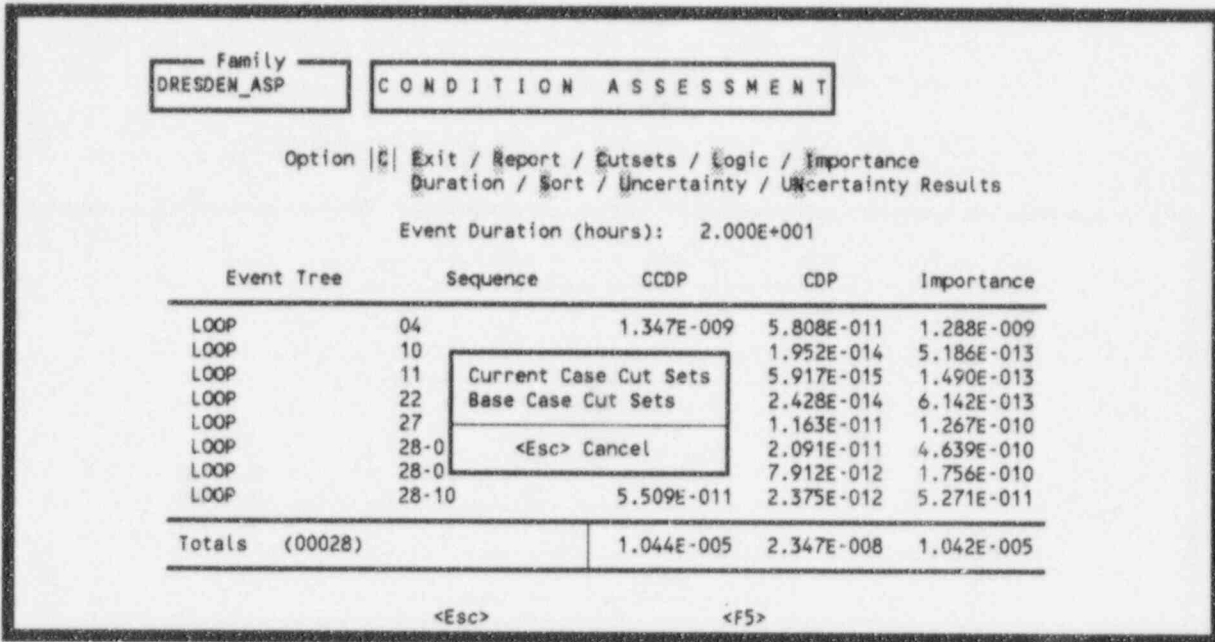 Family
DRESDEN_ASP
C O N D I T I O N   A S S E S S M E N T
Option |C| Exit / Report / Cutsets / Logic / Importance
Duration / Sort / Uncertainty / UNcertainty Results
Event Duration (hours): 2.000E+001
Event Tree Sequence CCDP CDP Importance
LOOP 04 1.347E-009 5.808E-011 1.288E-009
LOOP 10 1.952E-014 5.186E-013
LOOP 11 Current Case Cut Sets 5.917E-015 1.490E-013
LOOP 22 Base Case Cut Sets 2.428E-014 6.142E-013
LOOP 27 1.163E-011 1.267E-010
LOOP 28-0 <Esc> Cancel 2.091E-011 4.639E-010
LOOP 28-0 7.912E-012 1.756E-010
LOOP 28-10 5.509E-011 2.375E-012 5.271E-011
Totals (00028) 1.044E-005 2.347E-008 1.042E-005
<Esc> <F5>